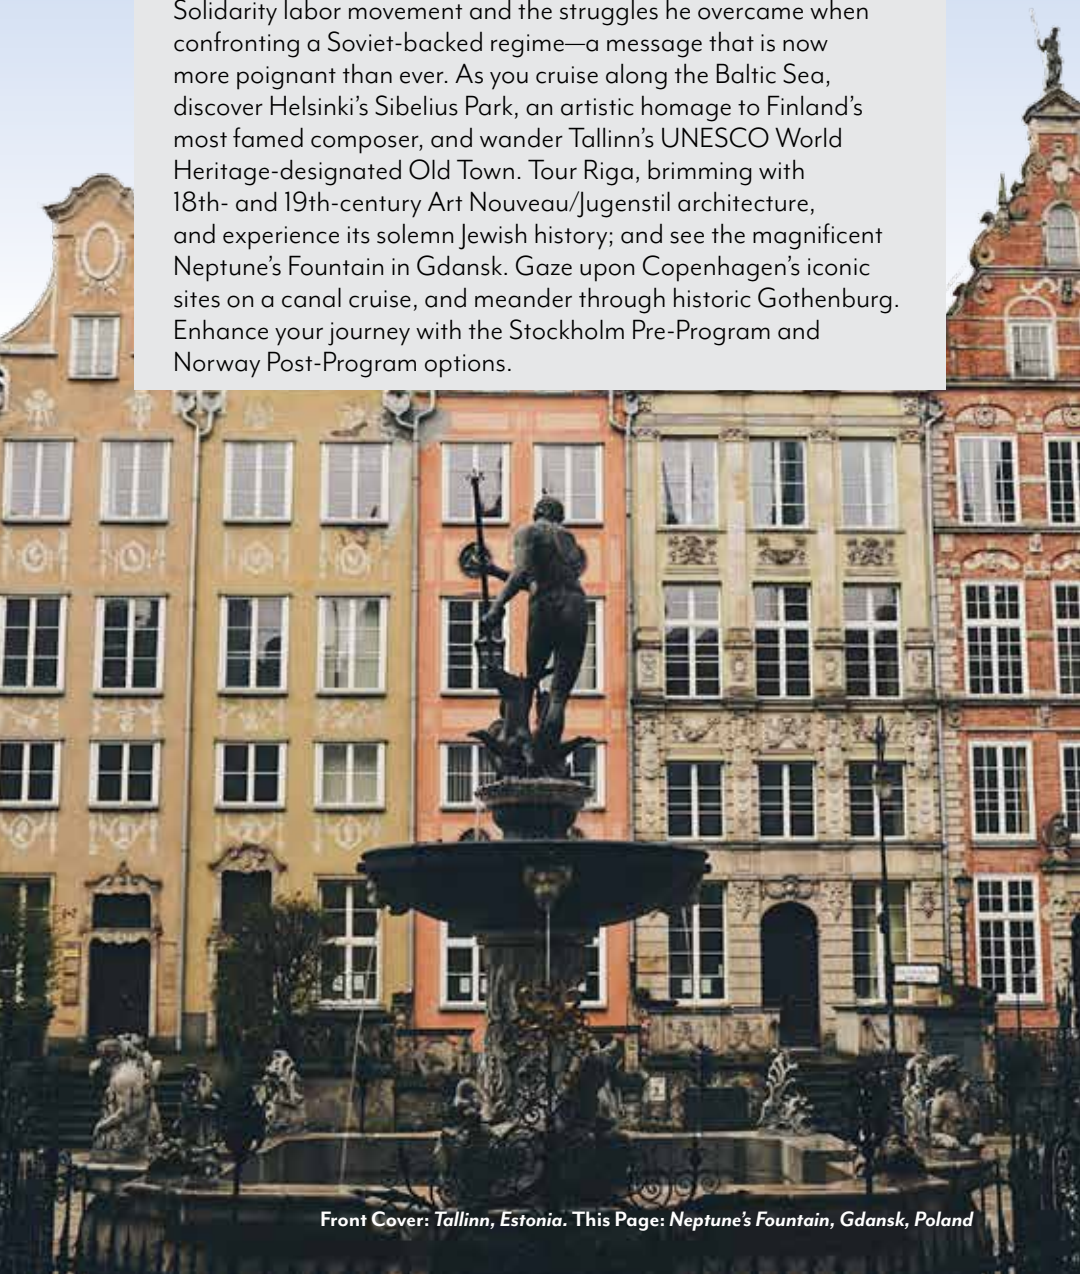 Solidarity labor movement and the struggles he overcame when
confronting a Soviet-backed regime—a message that is now
more poignant than ever. As you cruise along the Baltic Sea,
discover Helsinki’s Sibelius Park, an artistic homage to Finland’s
most famed composer, and wander Tallinn’s UNESCO World
Heritage-designated Old Town. Tour Riga, brimming with
18th- and 19th-century Art Nouveau/Jugenstil architecture,
and experience its solemn Jewish history; and see the magnificent
Neptune’s Fountain in Gdansk. Gaze upon Copenhagen’s iconic
sites on a canal cruise, and meander through historic Gothenburg.
Enhance your journey with the Stockholm Pre-Program and
Norway Post-Program options.
Front Cover: Tallinn, Estonia. This Page: Neptune’s Fountain, Gdansk, Poland